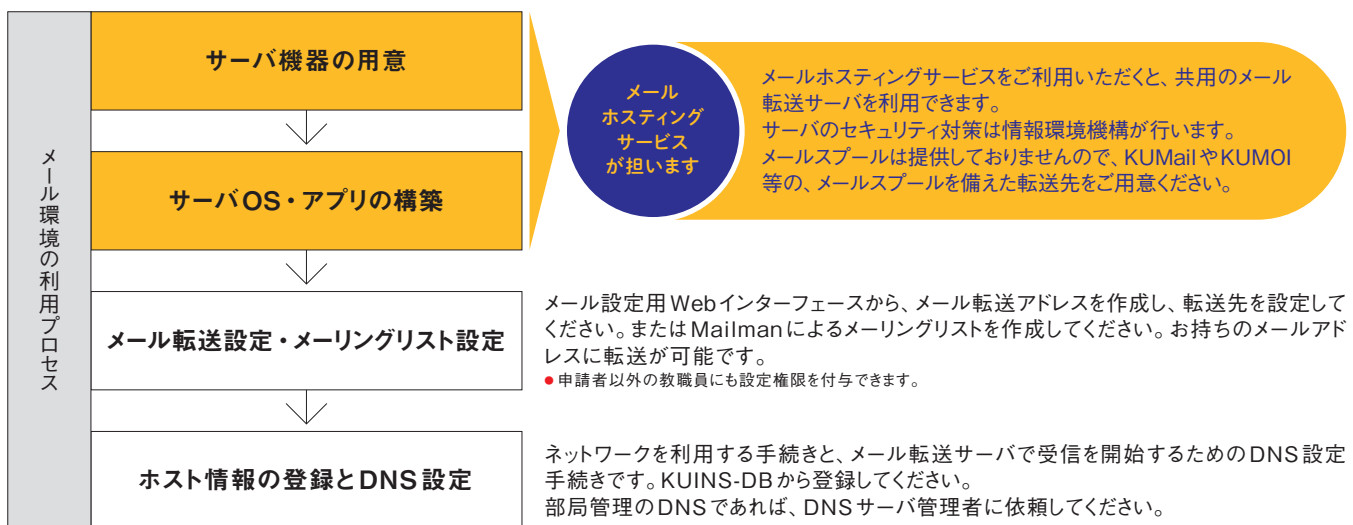 メール環境の利用プロセス
サーバ機器の用意
サーバOS・アプリの構築
メール転送設定・メーリングリスト設定
ホスト情報の登録とDNS設定
メール
ホスティング
サービス
が担います
メールホスティングサービスをご利用いただくと、共用のメール
転送サーバを利用できます。
サーバのセキュリティ対策は情報環境機構が行います。
メールスプールは提供しておりませんので、KUMailやKUMOI
等の、メールスプールを備えた転送先をご用意ください。
メール設定用Webインターフェースから、メール転送アドレスを作成し、転送先を設定して
ください。またはMailmanによるメーリングリストを作成してください。お持ちのメールアド
レスに転送が可能です。
●申請者以外の教職員にも設定権限を付与できます。
ネットワークを利用する手続きと、メール転送サーバで受信を開始するためのDNS設定
手続きです。KUINS-DBから登録してください。
部局管理のDNSであれば、DNSサーバ管理者に依頼してください。